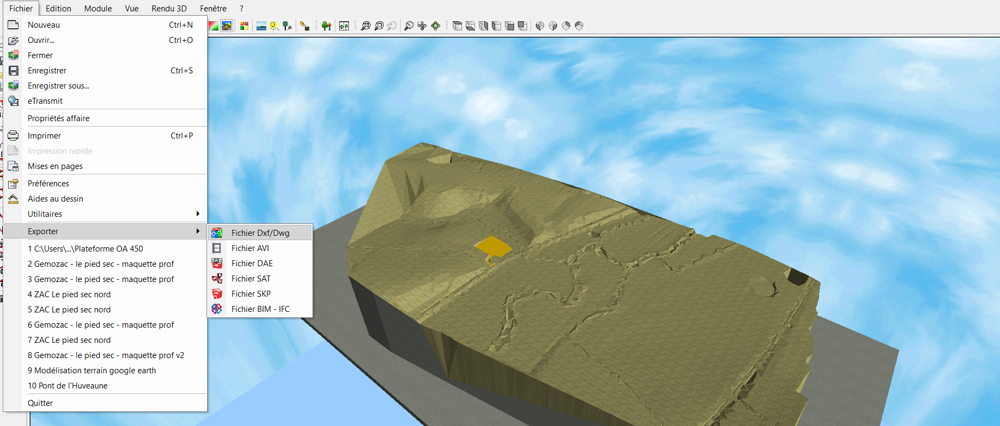 Fichier Edition Module Vue Rendu 3D Fenêtre ?
Nouveau Ctrl+N
Ouvrir... Ctrl+O
Fermer
Enregistrer Ctrl+S
Enregistrer sous...
eTransmit
Propriétés affaire
Imprimer Ctrl+P
Impression rapide
Mises en pages
Préférences
Aides au dessin
Utilitaires
Exporter
1 C:\Users\...\Plateforme OA 450
2 Gemozac - le pied sec - maquette prof
3 Gemozac - le pied sec - maquette prof
4 ZAC Le pied sec nord
5 ZAC Le pied sec nord
6 Gemozac - le pied sec - maquette prof
7 ZAC Le pied sec nord
8 Gemozac - le pied sec - maquette prof v2
9 Modélisation terrain google earth
10 Pont de l'Huveaune
Quitter
Fichier Dxf/Dwg
Fichier AVI
DAE Fichier DAE
Fichier SAT
Fichier SKP
Fichier BIM - IFC